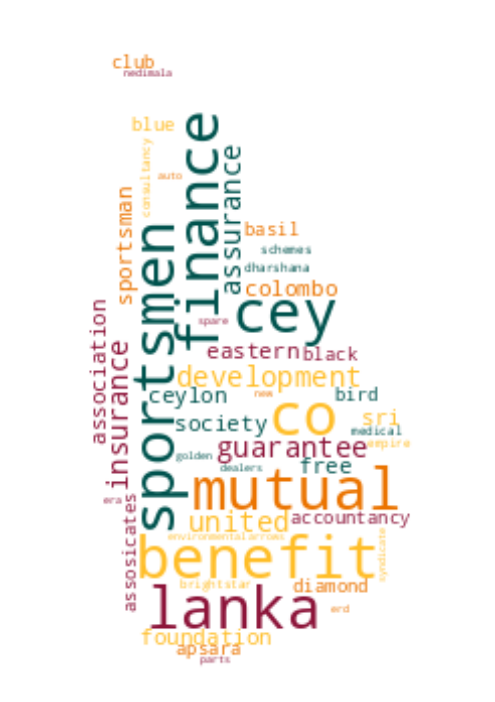 club
nedimala
blue
consultancy
auto
finance
assurance
sportsman
sportsmen
basil
schemes
dharshana
colombo
cey
spare
association
insurance
eastern
black
development
ceylon
new
bird
co
society
sri
medical
guarantee
empire
golden
dealers
free
mutual
era
assosicates
united
accountancy
environmental
arrows
syndicate
benefit
brightstar
diamond
lanka
erd
foundation
apsara
parts